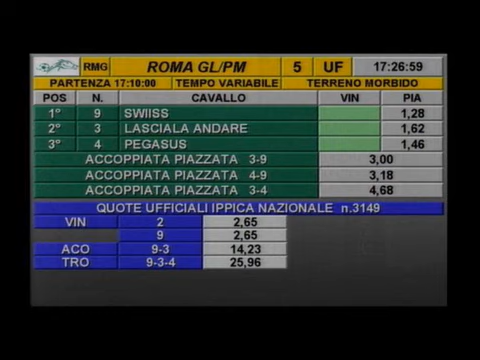 RMG ROMA GL/PM 5 UF 17:26:59
PARTENZA 17:10:00 TEMPO VARIABILE TERRENO MORBIDO
POS N. CAVALLO VIN PIA
1° 9 SWIISS 1,28
2° 3 LASCIALA ANDARE 1,62
3° 4 PEGASUS 1,46
ACCOPPIATA PIAZZATA 3-9 3,00
ACCOPPIATA PIAZZATA 4-9 3,18
ACCOPPIATA PIAZZATA 3-4 4,68
QUOTE UFFICIALI IPPICA NAZIONALE n.3149
VIN 2 2,65
9 2,65
ACO 9-3 14,23
TRO 9-3-4 25,96